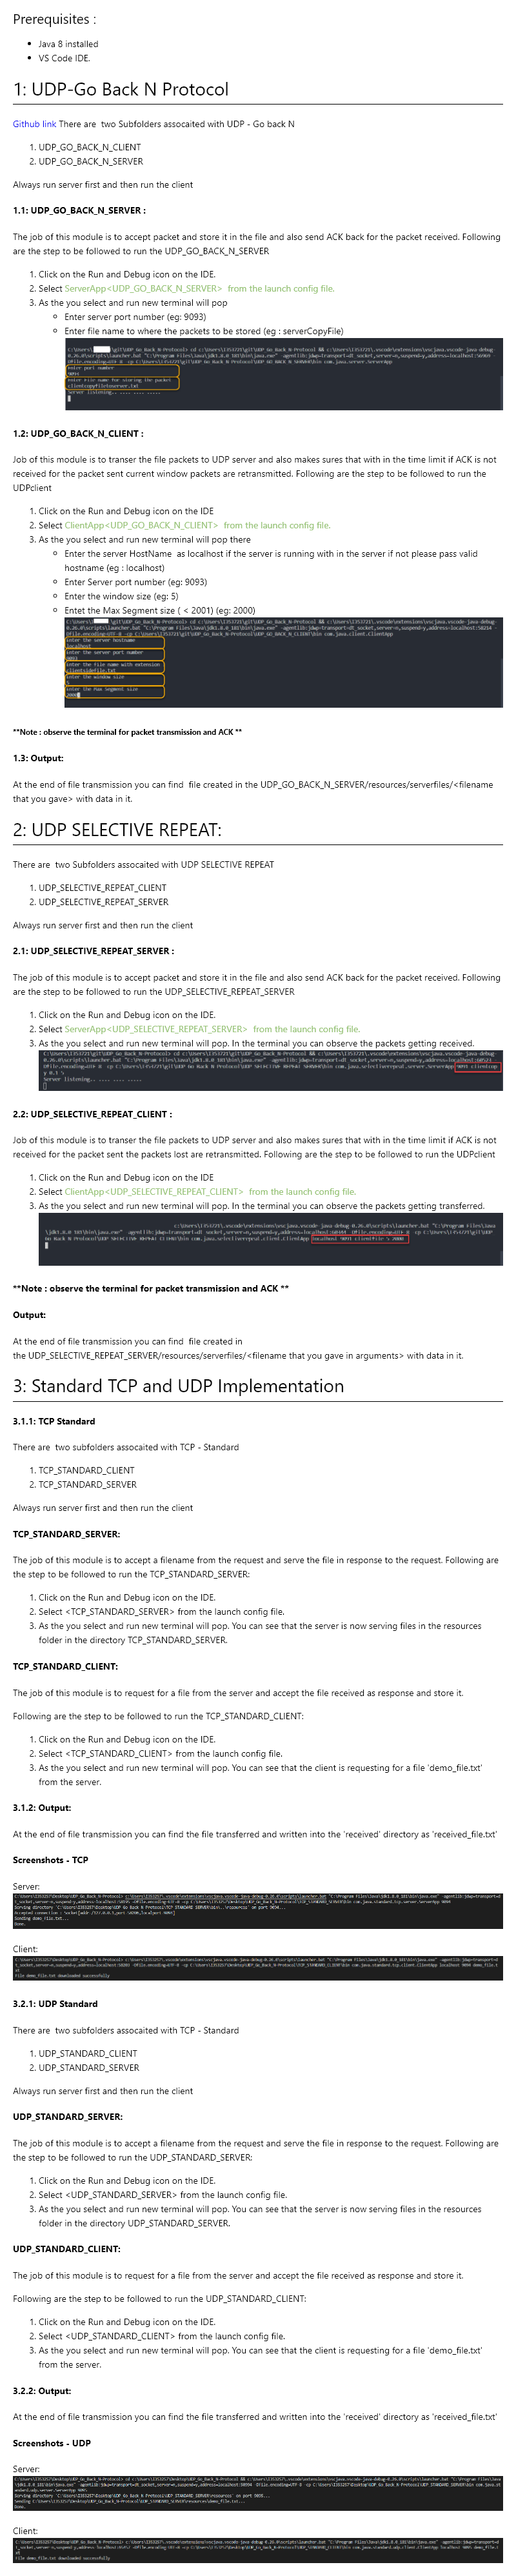 Prerequisites :
Java 8 installed
VS Code IDE.
1: UDP-Go Back N Protocol
Github link There are two Subfolders assocaited with UDP - Go back N
1. UDP_GO_BACK_N_CLIENT
2. UDP_GO_BACK_N_SERVER
Always run server first and then run the client
1.1: UDP_GO_BACK_N_SERVER :
The job of this module is to accept packet and store it in the file and also send ACK back for the packet received. Following
are the step to be followed to run the UDP_GO_BACK_N_SERVER
1. Click on the Run and Debug icon on the IDE.
2. Select ServerApp<UDP_GO_BACK_N_SERVER> from the launch config file.
3. As the you select and run new terminal will pop
Enter server port number (eg: 9093)
Enter file name to where the packets to be stored (eg : serverCopyFile)
Enter port number
9093
Enter File name for storing the packet
clientcopyfiletoserver.txt
Server listening.. .... .... .....
1.2: UDP_GO_BACK_N_CLIENT :
Job of this module is to transer the file packets to UDP server and also makes sures that with in the time limit if ACK is not
received for the packet sent current window packets are retransmitted. Following are the step to be followed to run the
UDPclient
1. Click on the Run and Debug icon on the IDE
2. Select ClientApp<UDP_GO_BACK_N_CLIENT> from the launch config file.
3. As the you select and run new terminal will pop there
Enter the server HostName as localhost if the server is running with in the server if not please pass valid
hostname (eg : localhost)
Enter Server port number (eg: 9093)
Enter the window size (eg: 5)
Entet the Max Segment size ( < 2001) (eg: 2000)
Enter the server hostname
localhost
Enter the server port number
9093
Enter the file name with extension
clientsidefile.txt
Enter the window size
5
Enter the Max Segment size
2000
**Note : observe the terminal for packet transmission and ACK **
1.3: Output:
At the end of file transmission you can find file created in the UDP_GO_BACK_N_SERVER/resources/serverfiles/<filename
that you gave> with data in it.
2: UDP SELECTIVE REPEAT:
There are two Subfolders assocaited with UDP SELECTIVE REPEAT
1. UDP_SELECTIVE_REPEAT_CLIENT
2. UDP_SELECTIVE_REPEAT_SERVER
Always run server first and then run the client
2.1: UDP_SELECTIVE_REPEAT_SERVER :
The job of this module is to accept packet and store it in the file and also send ACK back for the packet received. Following
are the step to be followed to run the UDP_SELECTIVE_REPEAT_SERVER
1. Click on the Run and Debug icon on the IDE.
2. Select ServerApp<UDP_SELECTIVE_REPEAT_SERVER> from the launch config file.
3. As the you select and run new terminal will pop. In the terminal you can observe the packets getting received.
Server listening.. .... .... .....
2.2: UDP_SELECTIVE_REPEAT_CLIENT :
Job of this module is to transer the file packets to UDP server and also makes sures that with in the time limit if ACK is not
received for the packet sent the packets lost are retransmitted. Following are the step to be followed to run the UDPclient
1. Click on the Run and Debug icon on the IDE
2. Select ClientApp<UDP_SELECTIVE_REPEAT_CLIENT> from the launch config file.
3. As the you select and run new terminal will pop. In the terminal you can observe the packets getting transferred.
localhost 9093 clientfile 5 2000
**Note : observe the terminal for packet transmission and ACK **
Output:
At the end of file transmission you can find file created in
the UDP_SELECTIVE_REPEAT_SERVER/resources/serverfiles/<filename that you gave in arguments> with data in it.
3: Standard TCP and UDP Implementation
3.1.1: TCP Standard
There are two subfolders assocaited with TCP - Standard
1. TCP_STANDARD_CLIENT
2. TCP_STANDARD_SERVER
Always run server first and then run the client
TCP_STANDARD_SERVER:
The job of this module is to accept a filename from the request and serve the file in response to the request. Following are
the step to be followed to run the TCP_STANDARD_SERVER:
1. Click on the Run and Debug icon on the IDE.
2. Select <TCP_STANDARD_SERVER> from the launch config file.
3. As the you select and run new terminal will pop. You can see that the server is now serving files in the resources
folder in the directory TCP_STANDARD_SERVER.
TCP_STANDARD_CLIENT:
The job of this module is to request for a file from the server and accept the file received as response and store it.
Following are the step to be followed to run the TCP_STANDARD_CLIENT:
1. Click on the Run and Debug icon on the IDE.
2. Select <TCP_STANDARD_CLIENT> from the launch config file.
3. As the you select and run new terminal will pop. You can see that the client is requesting for a file 'demo_file.txt'
from the server.
3.1.2: Output:
At the end of file transmission you can find the file transferred and written into the 'received' directory as 'received_file.txt'
Screenshots - TCP
Server:
Sending demo_file.txt...
Done.
Client:
File demo_file.txt downloaded successfully
3.2.1: UDP Standard
There are two subfolders assocaited with TCP - Standard
1. UDP_STANDARD_CLIENT
2. UDP_STANDARD_SERVER
Always run server first and then run the client
UDP_STANDARD_SERVER:
The job of this module is to accept a filename from the request and serve the file in response to the request. Following are
the step to be followed to run the UDP_STANDARD_SERVER:
1. Click on the Run and Debug icon on the IDE.
2. Select <UDP_STANDARD_SERVER> from the launch config file.
3. As the you select and run new terminal will pop. You can see that the server is now serving files in the resources
folder in the directory UDP_STANDARD_SERVER.
UDP_STANDARD_CLIENT:
The job of this module is to request for a file from the server and accept the file received as response and store it.
Following are the step to be followed to run the UDP_STANDARD_CLIENT:
1. Click on the Run and Debug icon on the IDE.
2. Select <UDP_STANDARD_CLIENT> from the launch config file.
3. As the you select and run new terminal will pop. You can see that the client is requesting for a file 'demo_file.txt'
from the server.
3.2.2: Output:
At the end of file transmission you can find the file transferred and written into the 'received' directory as 'received_file.txt'
Screenshots - UDP
Server:
Done.
Client:
File demo_file.txt downloaded successfully